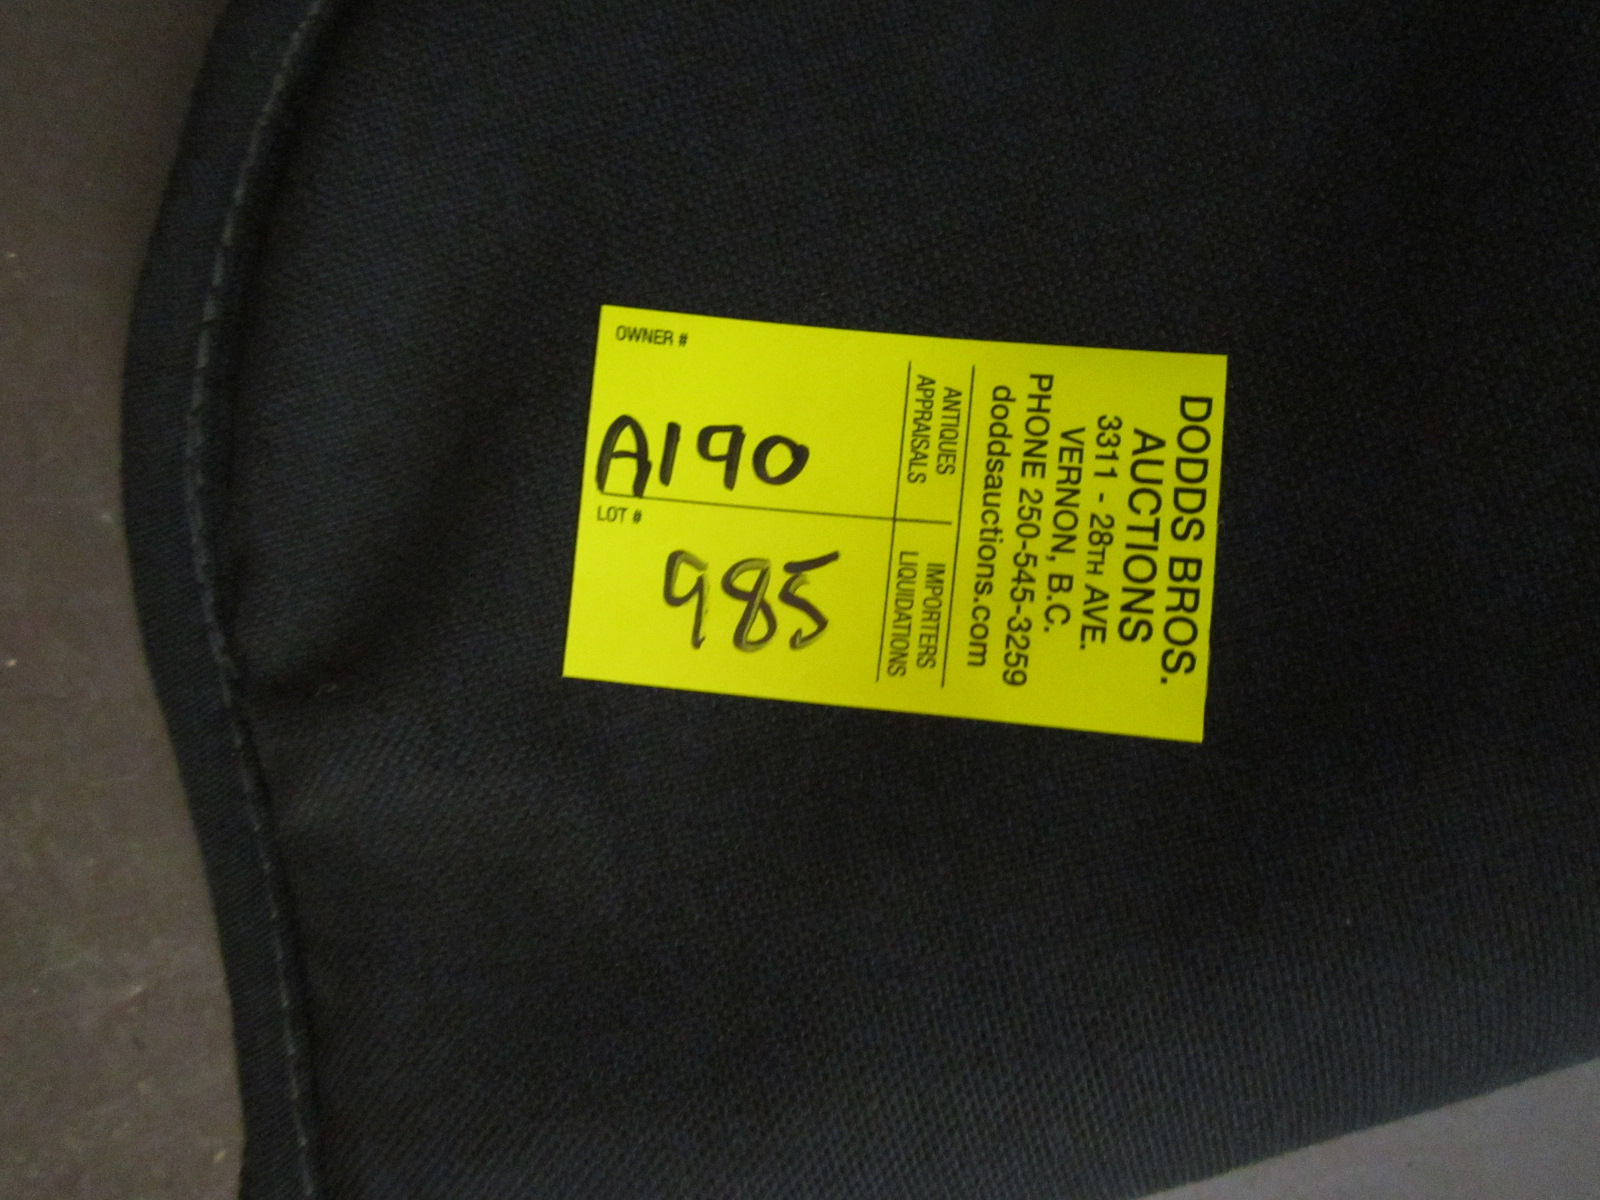 DODDS BROS.
AUCTIONS
3311 - 28TH AVE.
VERNON, B.C.
PHONE 250-545-3259
doddsauctions.com
ANTIQUES
APPRAISALS
IMPORTERS
LIQUIDATIONS
OWNER #
A190
LOT #
985